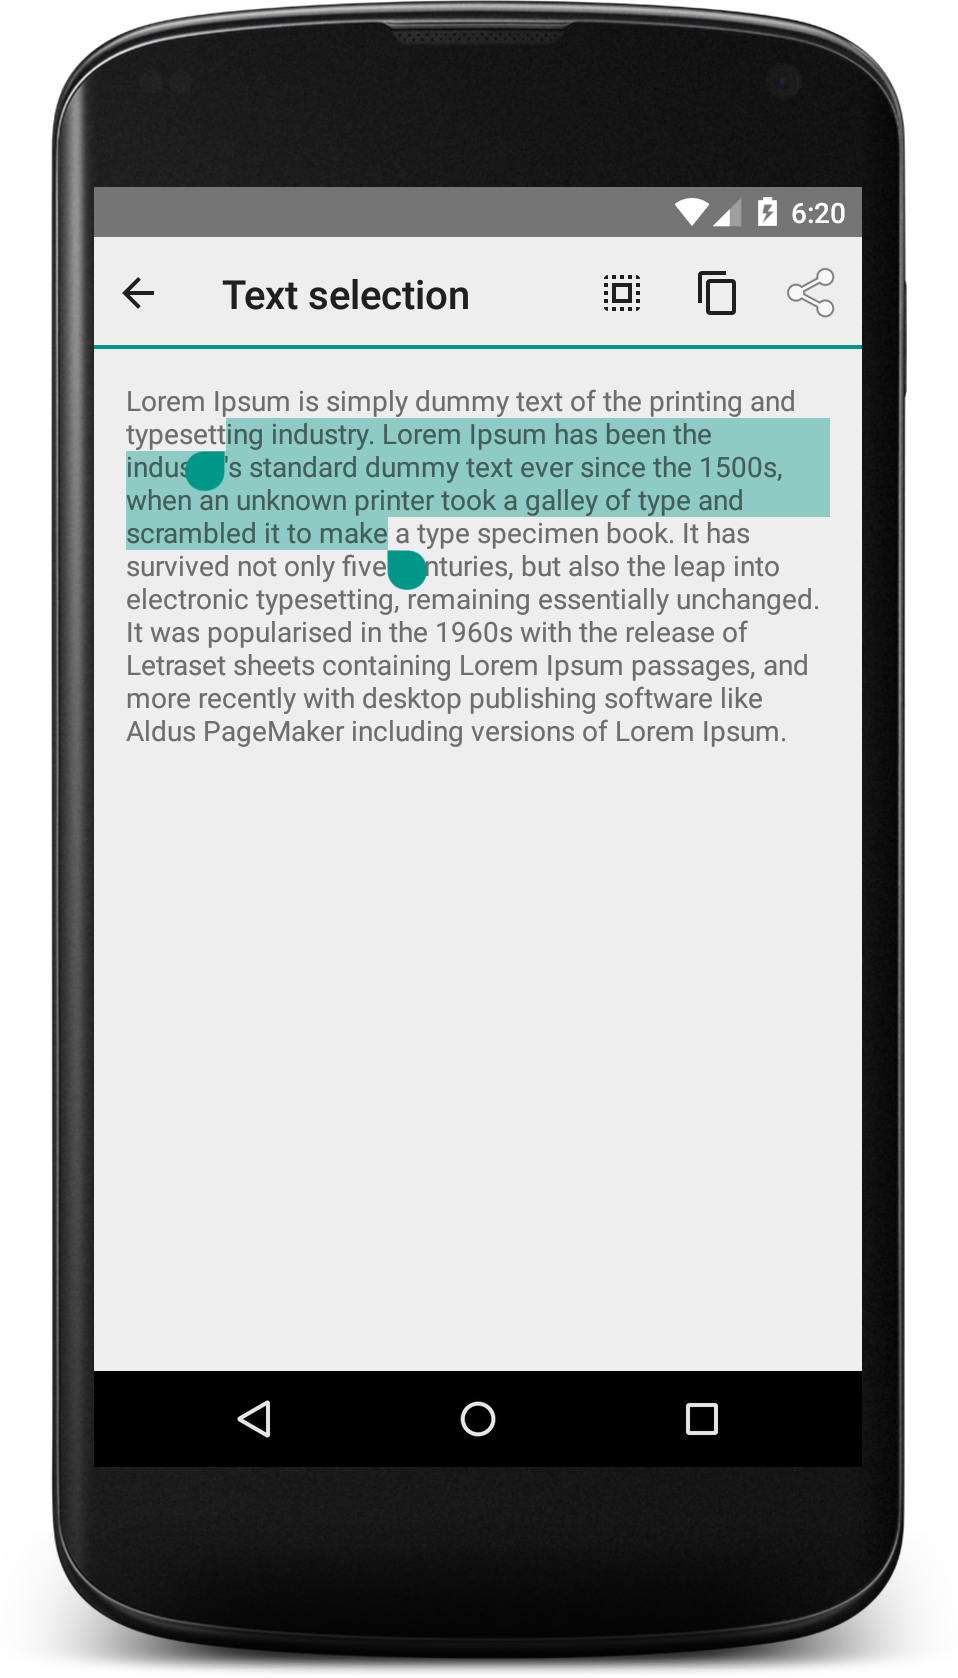 6:20
Text selection
Lorem Ipsum is simply dummy text of the printing and
typesetting industry. Lorem Ipsum has been the
indus 's standard dummy text ever since the 1500s,
when an unknown printer took a galley of type and
scrambled it to make a type specimen book. It has
survived not only five nturies, but also the leap into
electronic typesetting, remaining essentially unchanged.
It was popularised in the 1960s with the release of
Letraset sheets containing Lorem Ipsum passages, and
more recently with desktop publishing software like
Aldus PageMaker including versions of Lorem Ipsum.